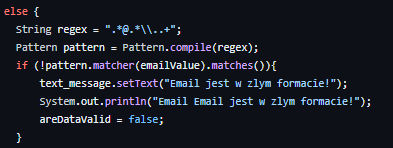 else {
String regex = ".*@.*\\..+";
Pattern pattern = Pattern.compile(regex);
if (!pattern.matcher(emailValue).matches()){
text_message.setText("Email jest w zlym formacie!");
System.out.println("Email Email jest w zlym formacie!");
areDataValid = false;
}